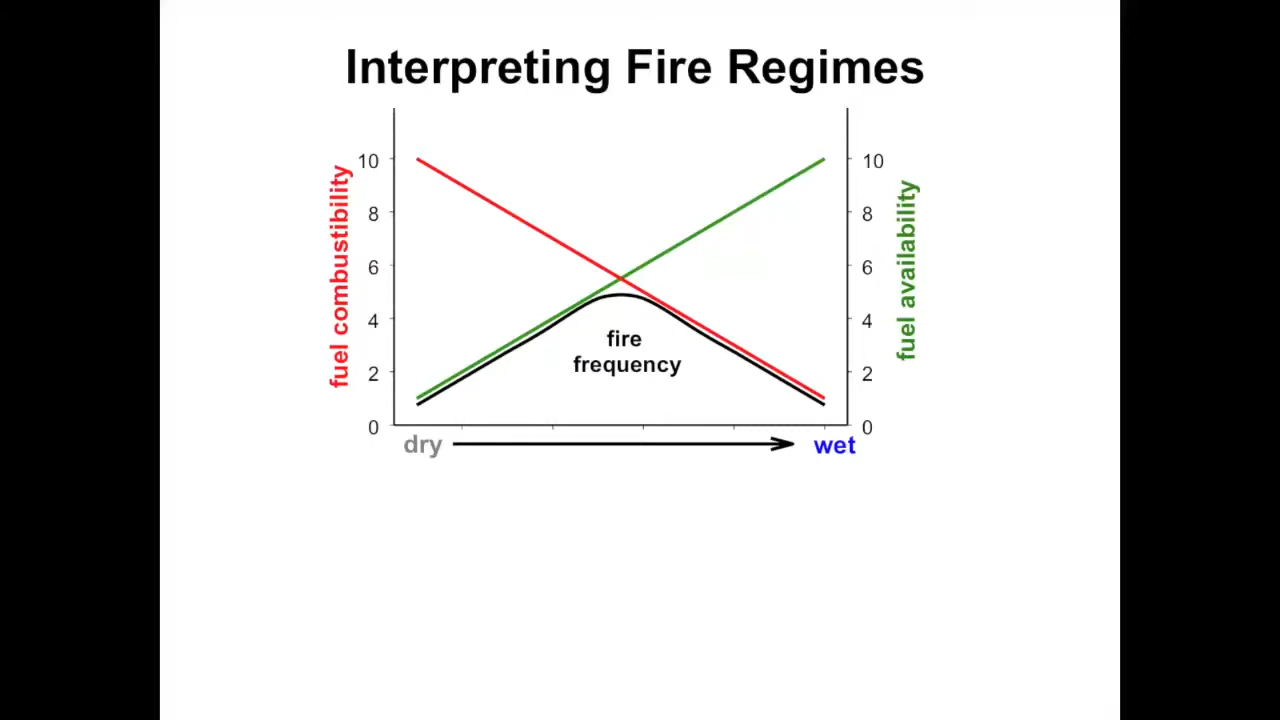 Interpreting Fire Regimes
fuel combustibility
10
8
6
4
2
0
fire
frequency
10
8
6
4
2
0
fuel availability
dry
wet